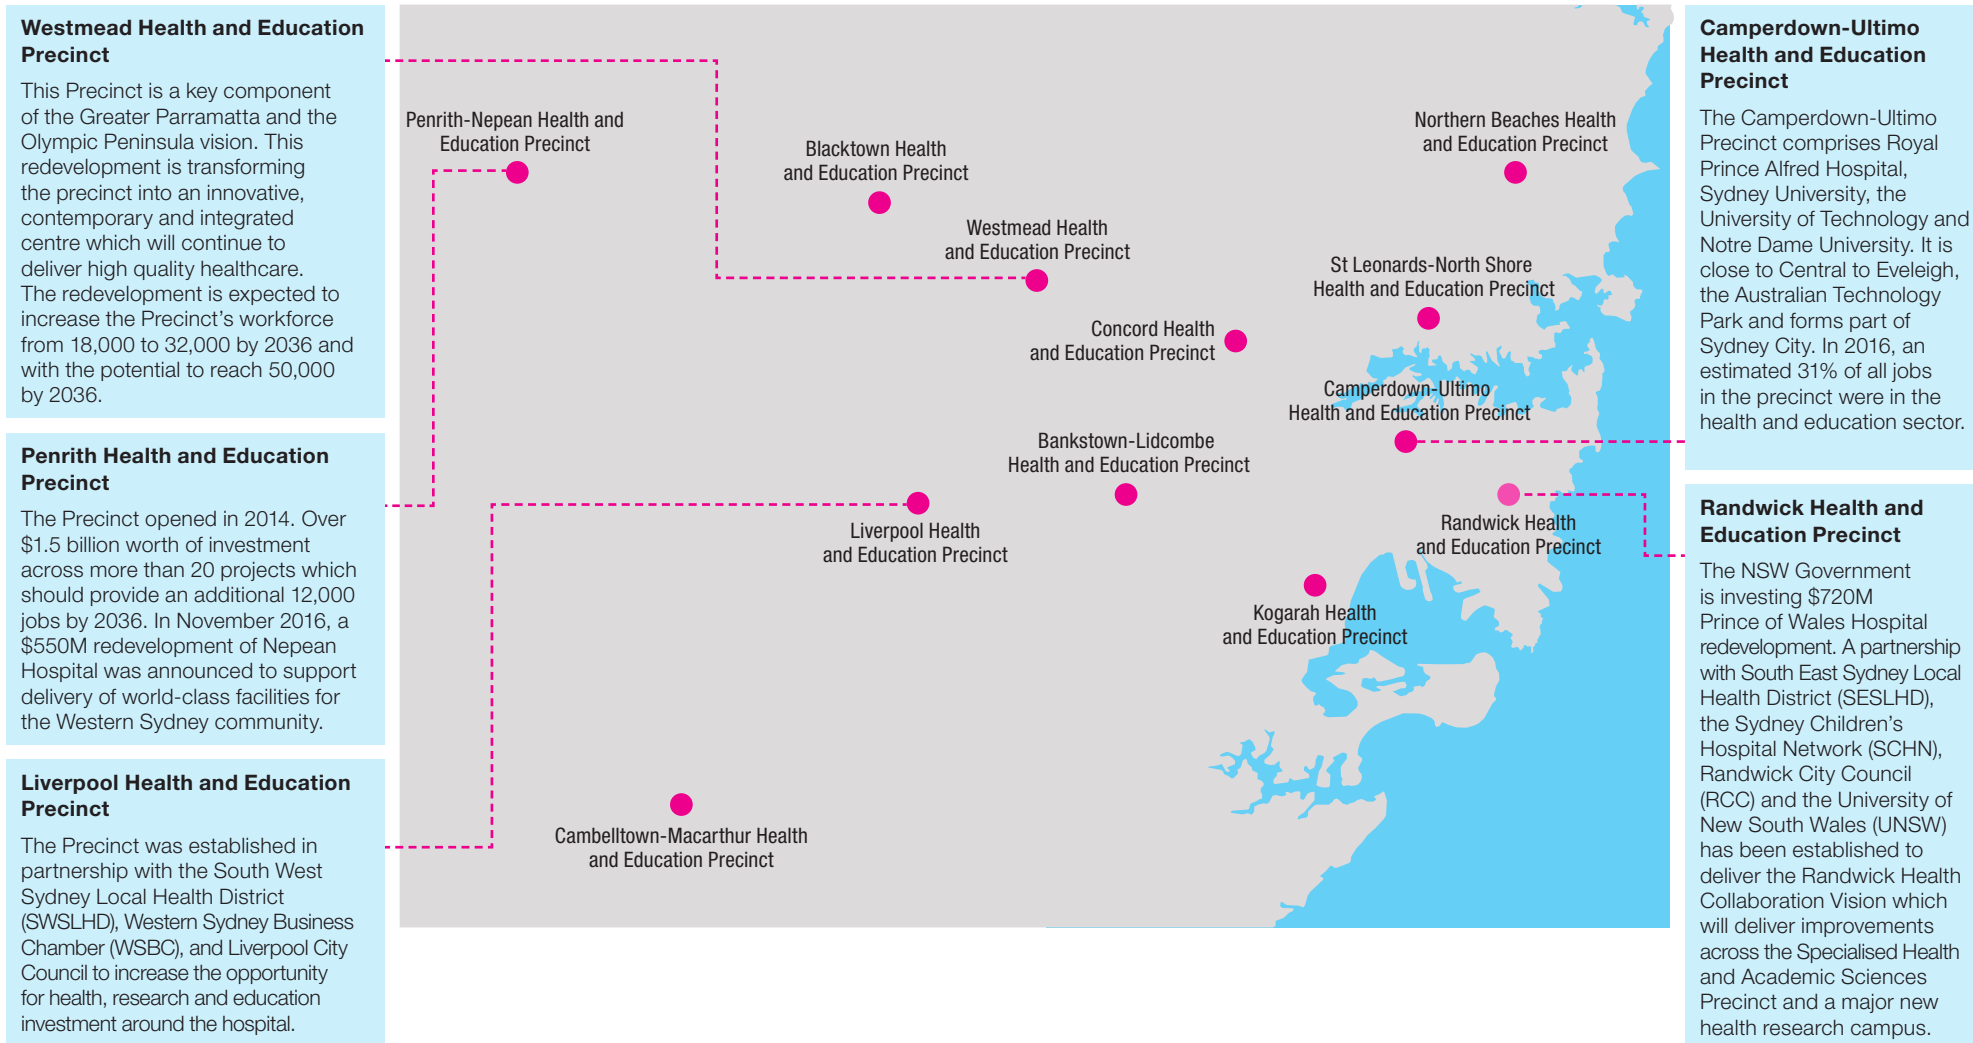 Westmead Health and Education
Precinct
This Precinct is a key component
of the Greater Parramatta and the
Olympic Peninsula vision. This
redevelopment is transforming
the precinct into an innovative,
contemporary and integrated
centre which will continue to
deliver high quality healthcare.
The redevelopment is expected to
increase the Precinct’s workforce
from 18,000 to 32,000 by 2036 and
with the potential to reach 50,000
by 2036.
Penrith Health and Education
Precinct
The Precinct opened in 2014. Over
$1.5 billion worth of investment
across more than 20 projects which
should provide an additional 12,000
jobs by 2036. In November 2016, a
$550M redevelopment of Nepean
Hospital was announced to support
delivery of world-class facilities for
the Western Sydney community.
Liverpool Health and Education
Precinct
The Precinct was established in
partnership with the South West
Sydney Local Health District
(SWSLHD), Western Sydney Business
Chamber (WSBC), and Liverpool City
Council to increase the opportunity
for health, research and education
investment around the hospital.
Penrith-Nepean Health and
Education Precinct
Blacktown Health
and Education Precinct
Westmead Health
and Education Precinct
Northern Beaches Health
and Education Precinct
St Leonards-North Shore
Health and Education Precinct
Concord Health
and Education Precinct
Camperdown-Ultimo
Health and Education Precinct
Bankstown-Lidcombe
Health and Education Precinct
Liverpool Health
and Education Precinct
Randwick Health
and Education Precinct
Kogarah Health
and Education Precinct
Cambelltown-Macarthur Health
and Education Precinct
Camperdown-Ultimo
Health and Education
Precinct
The Camperdown-Ultimo
Precinct comprises Royal
Prince Alfred Hospital,
Sydney University, the
University of Technology and
Notre Dame University. It is
close to Central to Eveleigh,
the Australian Technology
Park and forms part of
Sydney City. In 2016, an
estimated 31% of all jobs
in the precinct were in the
health and education sector.
Randwick Health and
Education Precinct
The NSW Government
is investing $720M
Prince of Wales Hospital
redevelopment. A partnership
with South East Sydney Local
Health District (SESLHD),
the Sydney Children’s
Hospital Network (SCHN),
Randwick City Council
(RCC) and the University of
New South Wales (UNSW)
has been established to
deliver the Randwick Health
Collaboration Vision which
will deliver improvements
across the Specialised Health
and Academic Sciences
Precinct and a major new
health research campus.